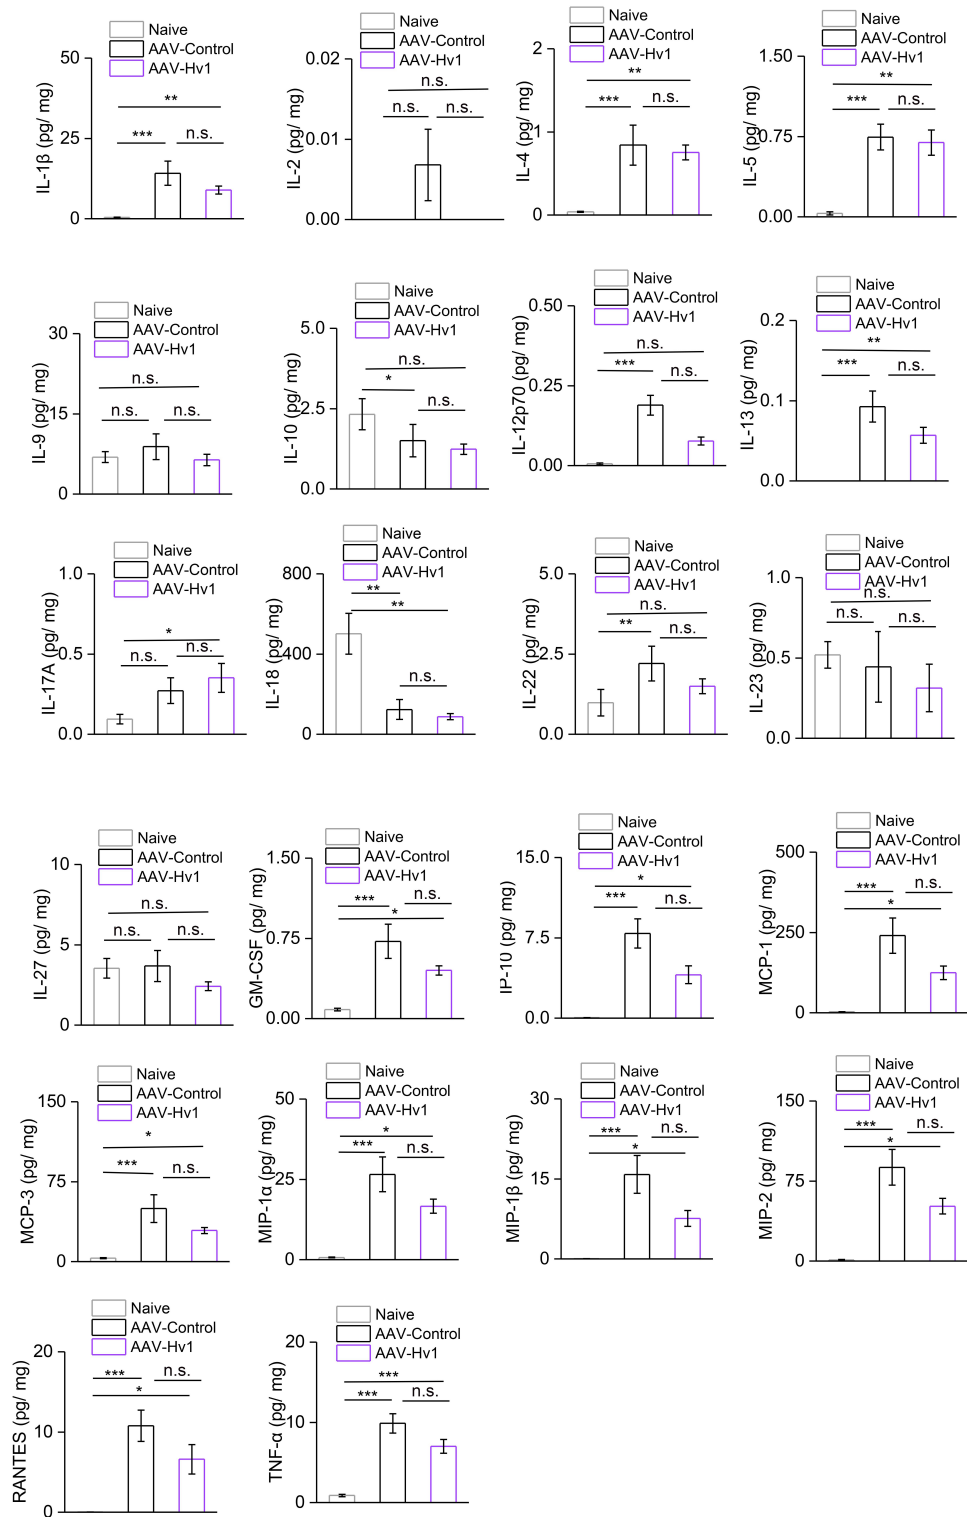 Naive
AAV-Control
AAV-Hv1
50
25
0
IL-1β (pg/ mg)
**
***
n.s.
Naive
AAV-Control
AAV-Hv1
0.02
0.01
0.00
IL-2 (pg/ mg)
n.s.
n.s.
n.s.
Naive
AAV-Control
AAV-Hv1
2
1
0
IL-4 (pg/ mg)
**
***
n.s.
Naive
AAV-Control
AAV-Hv1
1.50
0.75
0.00
IL-5 (pg/ mg)
**
***
n.s.
Naive
AAV-Control
AAV-Hv1
30
15
0
IL-9 (pg/ mg)
n.s.
n.s.
n.s.
Naive
AAV-Control
AAV-Hv1
5.0
2.5
0.0
IL-10 (pg/ mg)
n.s.
*
n.s.
Naive
AAV-Control
AAV-Hv1
0.50
0.25
0.00
IL-12p70 (pg/ mg)
n.s.
***
n.s.
Naive
AAV-Control
AAV-Hv1
0.2
0.1
0.0
IL-13 (pg/ mg)
**
***
n.s.
Naive
AAV-Control
AAV-Hv1
1.0
0.5
0.0
IL-17A (pg/ mg)
*
n.s.
n.s.
Naive
AAV-Control
AAV-Hv1
800
400
0
IL-18 (pg/ mg)
**
**
n.s.
Naive
AAV-Control
AAV-Hv1
5.0
2.5
0.0
IL-22 (pg/ mg)
n.s.
**
n.s.
Naive
AAV-Control
AAV-Hv1
1.0
0.5
0.0
IL-23 (pg/ mg)
n.s.
n.s.
n.s.
Naive
AAV-Control
AAV-Hv1
10
5
0
IL-27 (pg/ mg)
n.s.
n.s.
n.s.
Naive
AAV-Control
AAV-Hv1
1.50
0.75
0.00
GM-CSF (pg/ mg)
***
n.s.
*
Naive
AAV-Control
AAV-Hv1
15.0
7.5
0.0
IP-10 (pg/ mg)
*
***
n.s.
Naive
AAV-Control
AAV-Hv1
500
250
0
MCP-1 (pg/ mg)
***
n.s.
*
Naive
AAV-Control
AAV-Hv1
150
75
0
MCP-3 (pg/ mg)
*
***
n.s.
Naive
AAV-Control
AAV-Hv1
50
25
0
MIP-1α (pg/ mg)
*
***
n.s.
Naive
AAV-Control
AAV-Hv1
30
15
0
MIP-1β (pg/ mg)
***
n.s.
*
Naive
AAV-Control
AAV-Hv1
150
75
0
MIP-2 (pg/ mg)
***
n.s.
*
Naive
AAV-Control
AAV-Hv1
20
10
0
RANTES (pg/ mg)
***
n.s.
*
Naive
AAV-Control
AAV-Hv1
20
10
0
TNF-α (pg/ mg)
***
***
n.s.